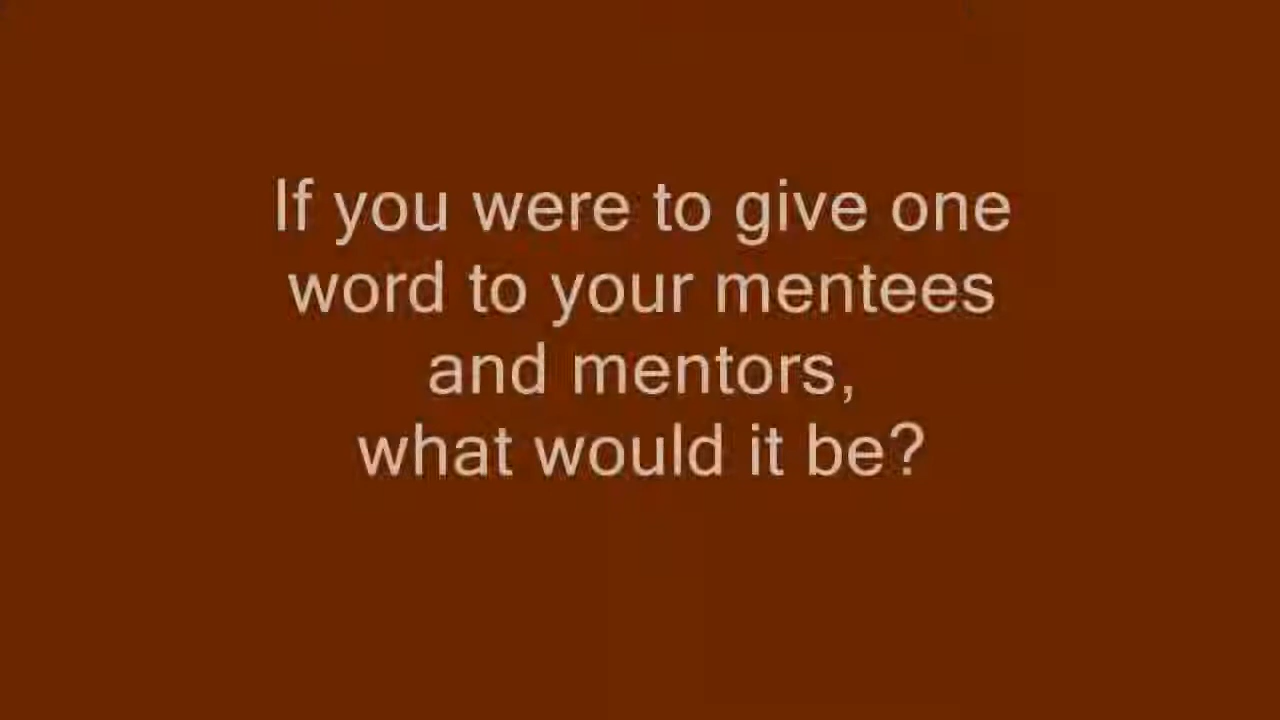 If you were to give one
word to your mentees
and mentors,
what would it be?